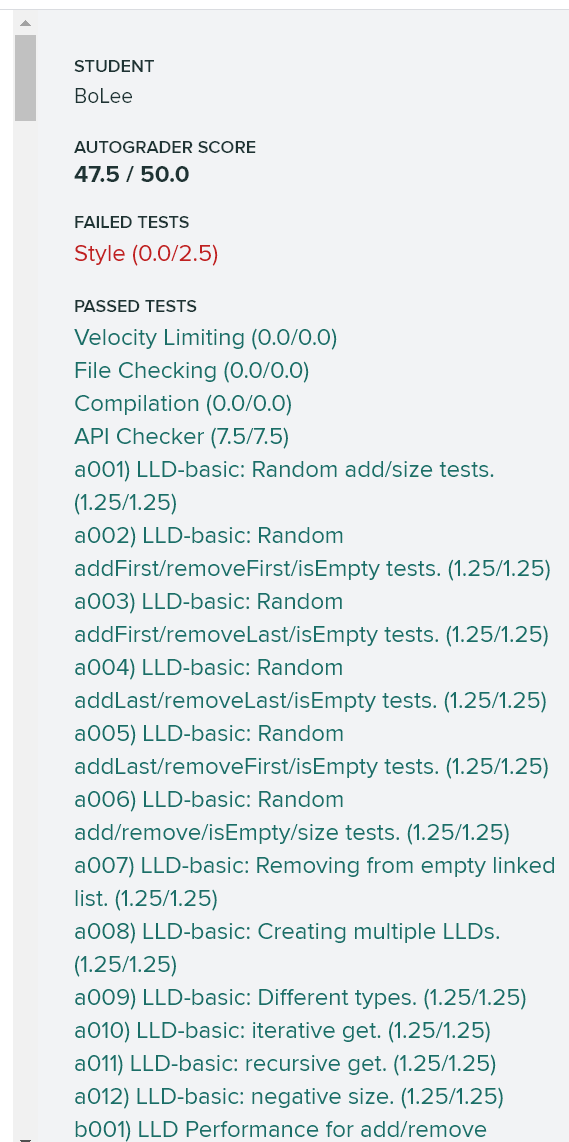 STUDENT
BoLee
AUTOGRADER SCORE
47.5 / 50.0
FAILED TESTS
Style (0.0/2.5)
PASSED TESTS
Velocity Limiting (0.0/0.0)
File Checking (0.0/0.0)
Compilation (0.0/0.0)
API Checker (7.5/7.5)
a001) LLD-basic: Random add/size tests.
(1.25/1.25)
a002) LLD-basic: Random
addFirst/removeFirst/isEmpty tests. (1.25/1.25)
a003) LLD-basic: Random
addFirst/removeLast/isEmpty tests. (1.25/1.25)
a004) LLD-basic: Random
addLast/removeLast/isEmpty tests. (1.25/1.25)
a005) LLD-basic: Random
addLast/removeFirst/isEmpty tests. (1.25/1.25)
a006) LLD-basic: Random
add/remove/isEmpty/size tests. (1.25/1.25)
a007) LLD-basic: Removing from empty linked
list. (1.25/1.25)
a008) LLD-basic: Creating multiple LLDs.
(1.25/1.25)
a009) LLD-basic: Different types. (1.25/1.25)
a010) LLD-basic: iterative get. (1.25/1.25)
a011) LLD-basic: recursive get. (1.25/1.25)
a012) LLD-basic: negative size. (1.25/1.25)
b001) LLD Performance for add/remove